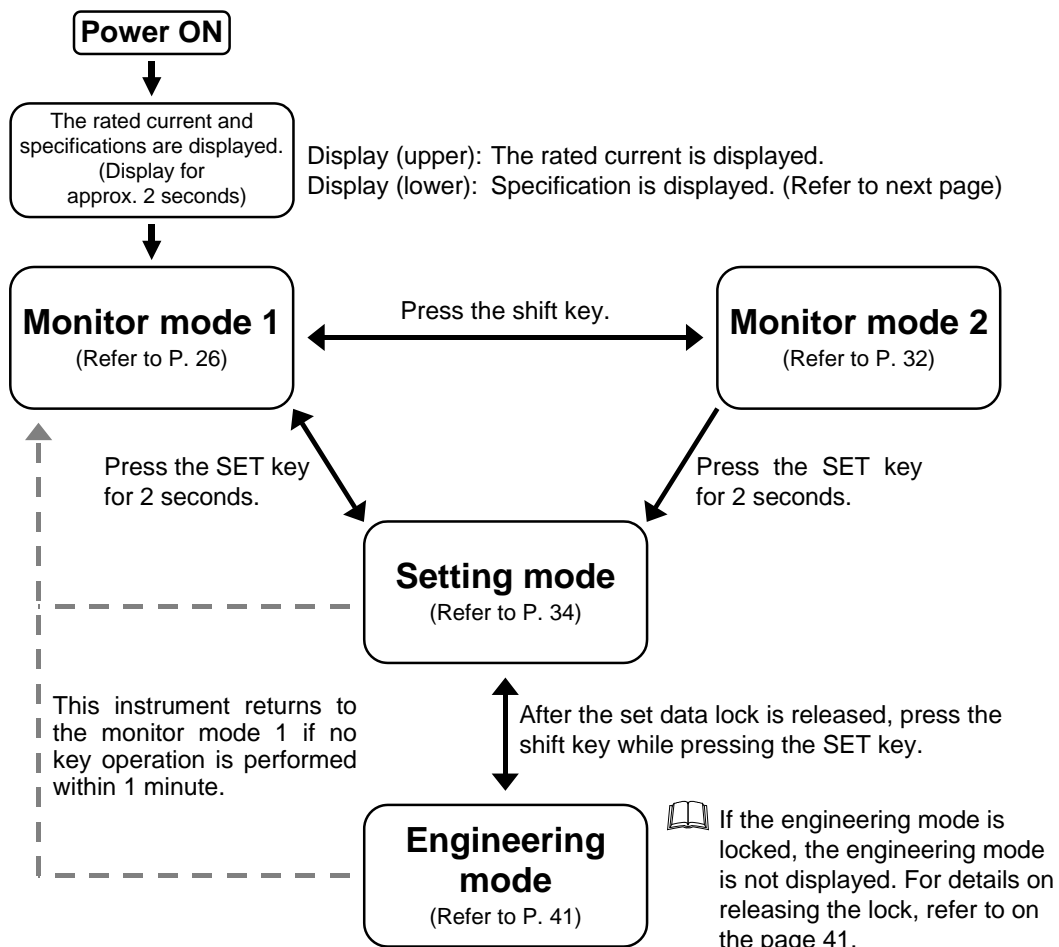 Power ON
The rated current and
specifications are displayed.
(Display for
approx. 2 seconds)
Display (upper): The rated current is displayed.
Display (lower): Specification is displayed. (Refer to next page)
Monitor mode 1
(Refer to P. 26)
Press the shift key.
Monitor mode 2
(Refer to P. 32)
Press the SET key
for 2 seconds.
Press the SET key
for 2 seconds.
Setting mode
(Refer to P. 34)
This instrument returns to
the monitor mode 1 if no
key operation is performed
within 1 minute.
After the set data lock is released, press the
shift key while pressing the SET key.
Engineering
mode
(Refer to P. 41)
If the engineering mode is
locked, the engineering mode
is not displayed. For details on
releasing the lock, refer to on
the page 41.